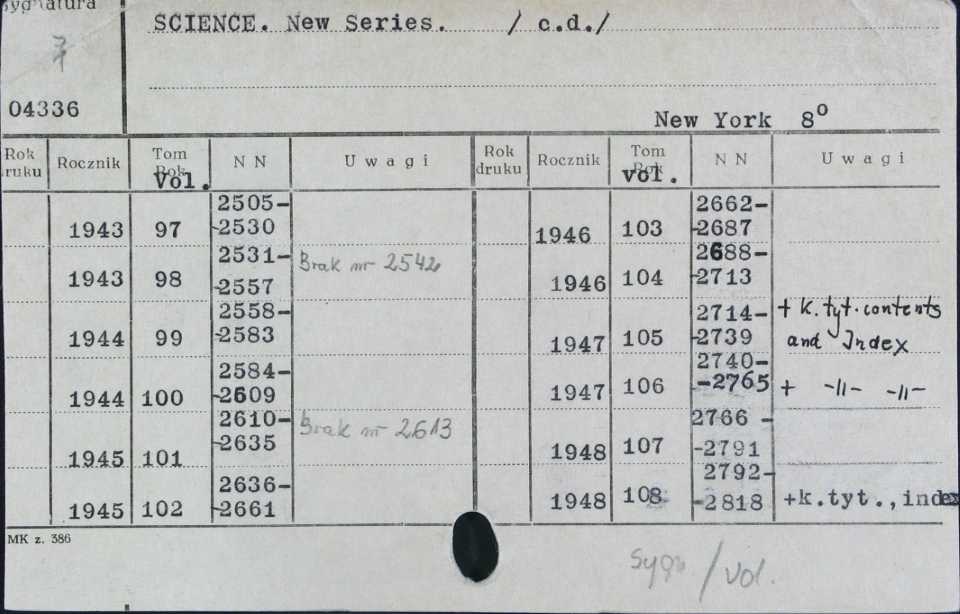 Sygnatura
SCIENCE. New Series. / c.d./
7
04336
New York 8º
Rok druku Rocznik Tom Rok Vol. N N Uwagi Rok druku Rocznik Tom Rok vol. N N Uwagi
1943 97 2505-
-2530
1943 98 2531-
-2557 Brak nr 2542
1944 99 2558-
-2583
1944 100 2584-
-2609
1945 101 2610-
-2635 Brak nr 2613
1945 102 2636-
-2661
1946 103 2662-
-2687
1946 104 2688-
-2713
1947 105 2714-
-2739 + k.tyt. contents
and Index
1947 106 2740-
-2765 + -11- -11-
1948 107 2766 -
-2791
1948 108 2792-
-2818 +k.tyt.,index
MK z. 386
Sygn / vol.